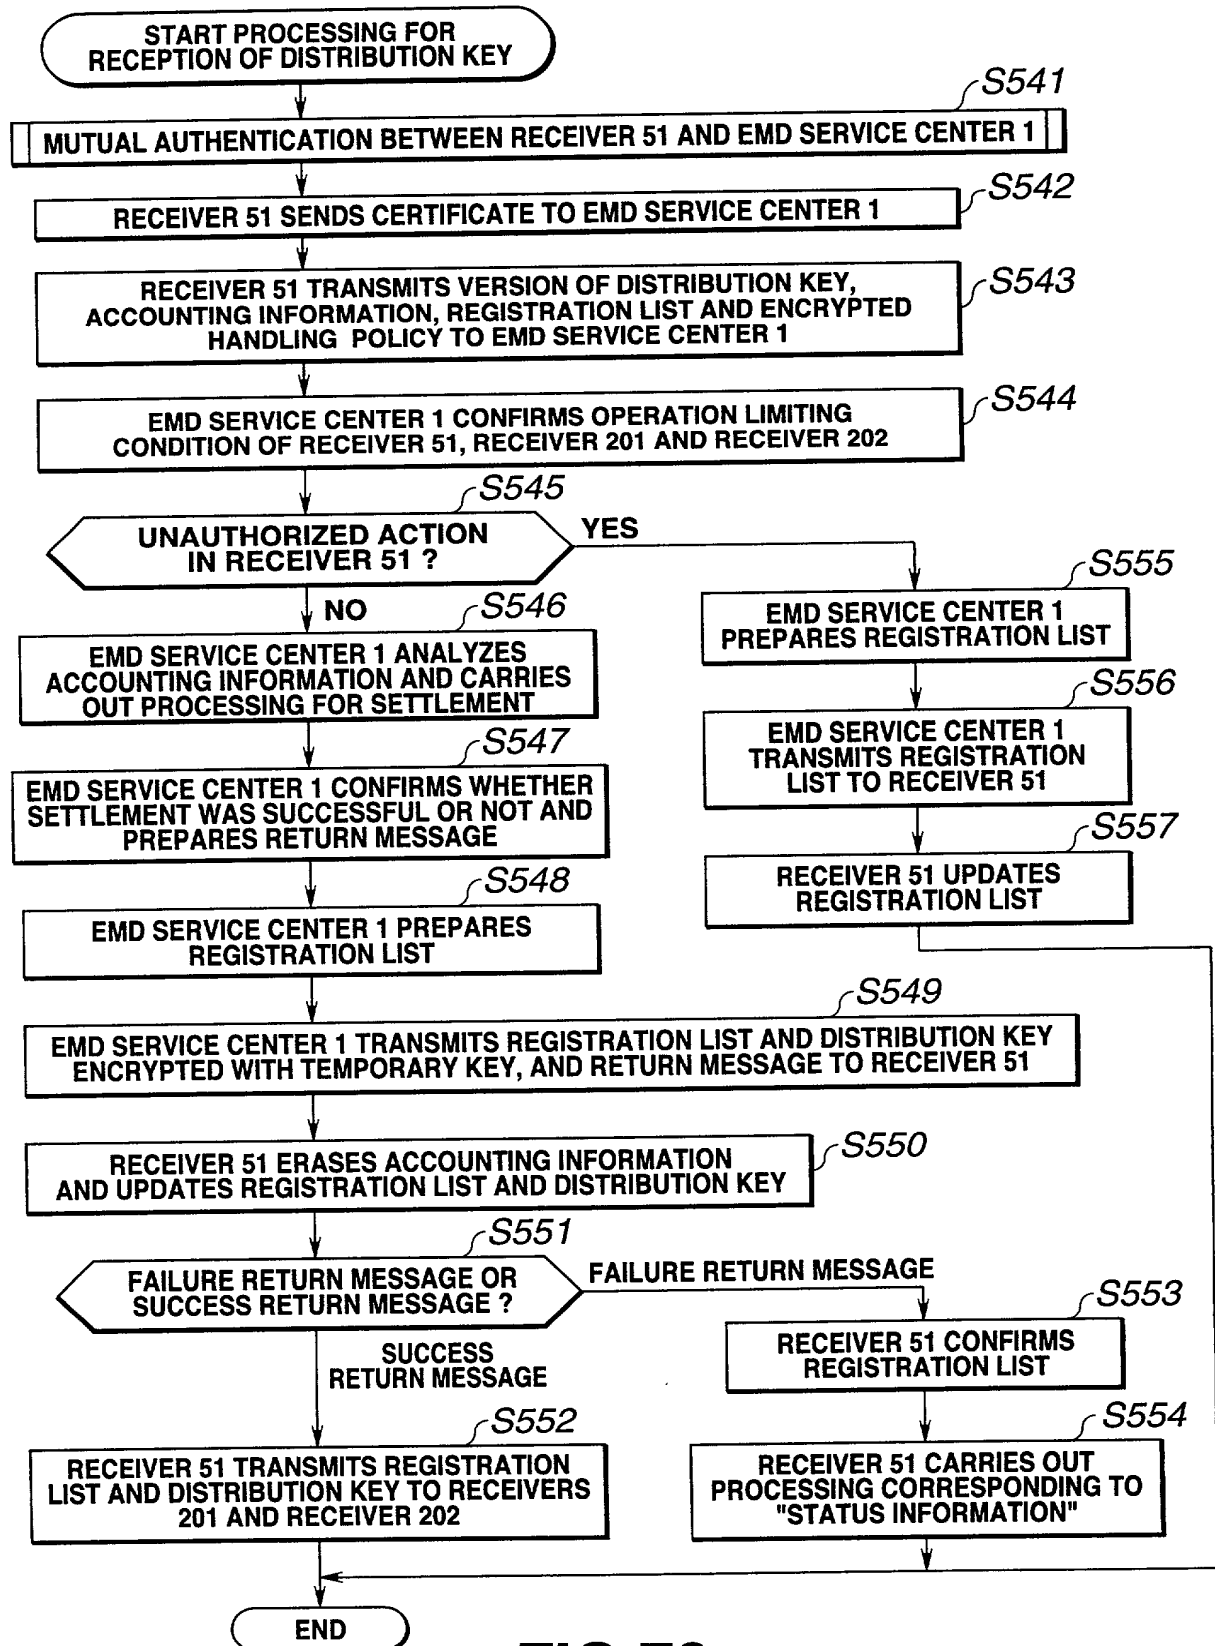 START PROCESSING FOR
RECEPTION OF DISTRIBUTION KEY
S541
MUTUAL AUTHENTICATION BETWEEN RECEIVER 51 AND EMD SERVICE CENTER 1
S542
RECEIVER 51 SENDS CERTIFICATE TO EMD SERVICE CENTER 1
S543
RECEIVER 51 TRANSMITS VERSION OF DISTRIBUTION KEY,
ACCOUNTING INFORMATION, REGISTRATION LIST AND ENCRYPTED
HANDLING POLICY TO EMD SERVICE CENTER 1
S544
EMD SERVICE CENTER 1 CONFIRMS OPERATION LIMITING
CONDITION OF RECEIVER 51, RECEIVER 201 AND RECEIVER 202
S545
UNAUTHORIZED ACTION
IN RECEIVER 51 ?
YES
NO
S546
EMD SERVICE CENTER 1 ANALYZES
ACCOUNTING INFORMATION AND CARRIES
OUT PROCESSING FOR SETTLEMENT
S547
EMD SERVICE CENTER 1 CONFIRMS WHETHER
SETTLEMENT WAS SUCCESSFUL OR NOT AND
PREPARES RETURN MESSAGE
S548
EMD SERVICE CENTER 1 PREPARES
REGISTRATION LIST
S555
EMD SERVICE CENTER 1
PREPARES REGISTRATION LIST
S556
EMD SERVICE CENTER 1
TRANSMITS REGISTRATION
LIST TO RECEIVER 51
S557
RECEIVER 51 UPDATES
REGISTRATION LIST
S549
EMD SERVICE CENTER 1 TRANSMITS REGISTRATION LIST AND DISTRIBUTION KEY
ENCRYPTED WITH TEMPORARY KEY, AND RETURN MESSAGE TO RECEIVER 51
S550
RECEIVER 51 ERASES ACCOUNTING INFORMATION
AND UPDATES REGISTRATION LIST AND DISTRIBUTION KEY
S551
FAILURE RETURN MESSAGE OR
SUCCESS RETURN MESSAGE ?
FAILURE RETURN MESSAGE
SUCCESS
RETURN MESSAGE
S552
RECEIVER 51 TRANSMITS REGISTRATION
LIST AND DISTRIBUTION KEY TO RECEIVERS
201 AND RECEIVER 202
S553
RECEIVER 51 CONFIRMS
REGISTRATION LIST
S554
RECEIVER 51 CARRIES OUT
PROCESSING CORRESPONDING TO
"STATUS INFORMATION"
END